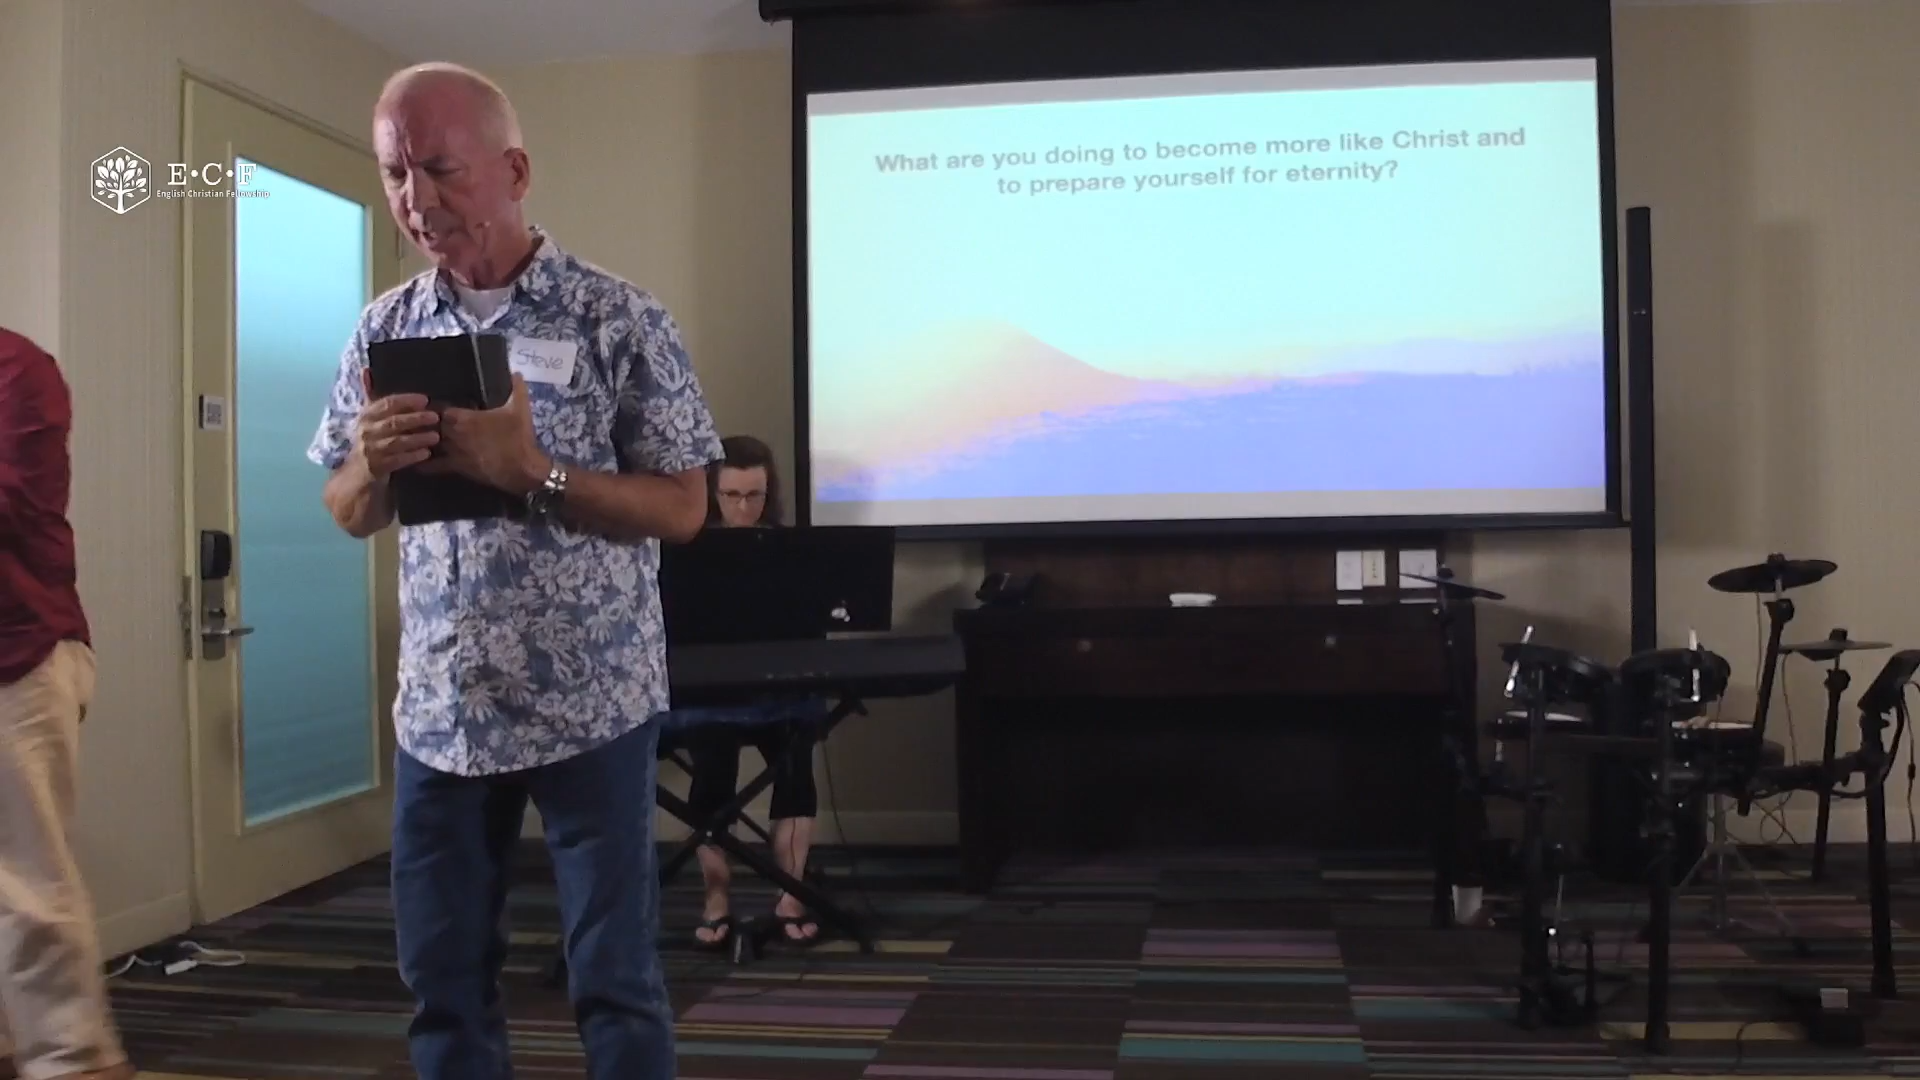 E·C·F
English Christian Fellowship
What are you doing to become more like Christ and
to prepare yourself for eternity?
Steve